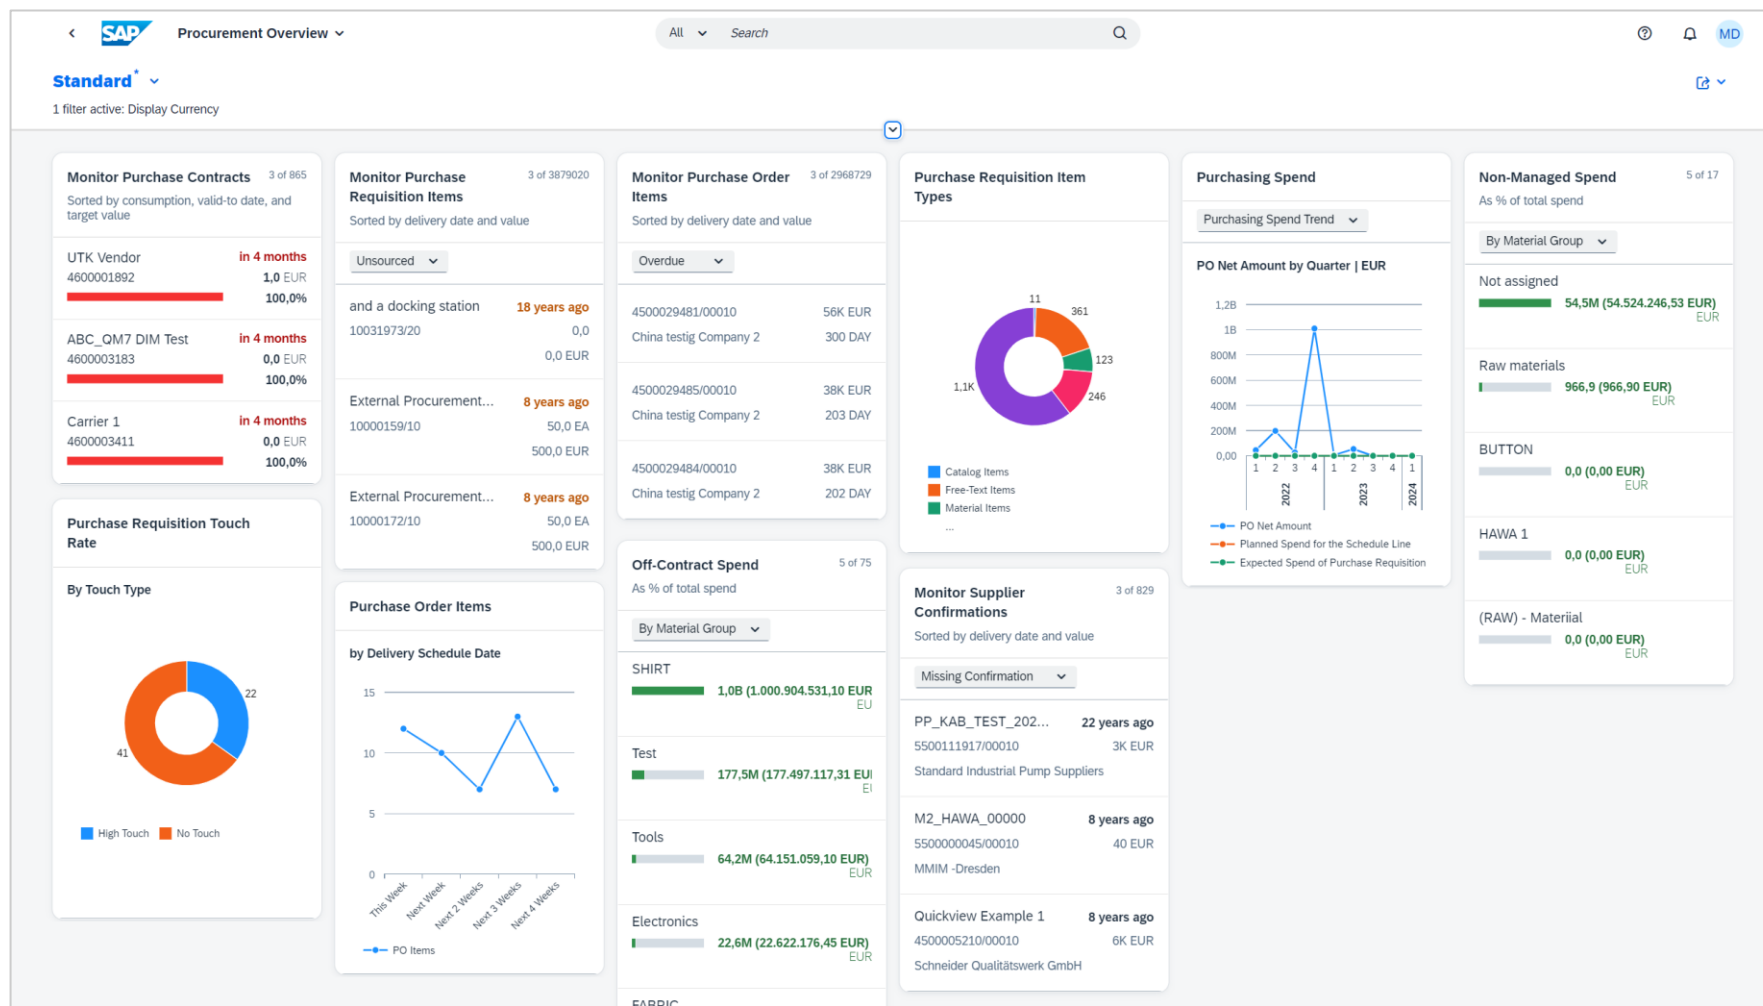 SAP
Procurement Overview
All
Search
MD
Standard *
1 filter active: Display Currency
Monitor Purchase Contracts
3 of 865
Sorted by consumption, valid-to date, and
target value
UTK Vendor
in 4 months
4600001892
1,0 EUR
100,0%
ABC_QM7 DIM Test
in 4 months
4600003183
0,0 EUR
100,0%
Carrier 1
in 4 months
4600003411
0,0 EUR
100,0%
Purchase Requisition Touch
Rate
By Touch Type
22
41
High Touch
No Touch
Monitor Purchase
3 of 3879020
Requisition Items
Sorted by delivery date and value
Unsourced
and a docking station
18 years ago
10031973/20
0,0
0,0 EUR
External Procurement...
8 years ago
10000159/10
50,0 EA
500,0 EUR
External Procurement...
8 years ago
10000172/10
50,0 EA
500,0 EUR
Purchase Order Items
by Delivery Schedule Date
15
10
5
0
This Week
Next Week
Next 2 Weeks
Next 3 Weeks
Next 4 Weeks
PO Items
Monitor Purchase Order
3 of 2968729
Items
Sorted by delivery date and value
Overdue
4500029481/00010
56K EUR
China testig Company 2
300 DAY
4500029485/00010
38K EUR
China testig Company 2
203 DAY
4500029484/00010
38K EUR
China testig Company 2
202 DAY
Off-Contract Spend
5 of 75
As % of total spend
By Material Group
SHIRT
1,0B (1.000.904.531,10 EUR
EU
Test
177,5M (177.497.117,31 EU
Tools
64,2M (64.151.059,10 EUR)
EUR
Electronics
22,6M (22.622.176,45 EUR)
EUR
FABRIC
Purchase Requisition Item
Types
11
361
123
246
1,1K
Catalog Items
Free-Text Items
Material Items
...
Monitor Supplier
3 of 829
Confirmations
Sorted by delivery date and value
Missing Confirmation
PP_KAB_TEST_202...
22 years ago
5500111917/00010
3K EUR
Standard Industrial Pump Suppliers
M2_HAWA_00000
8 years ago
5500000045/00010
40 EUR
MMIM -Dresden
Quickview Example 1
8 years ago
4500005210/00010
6K EUR
Schneider Qualitätswerk GmbH
Purchasing Spend
Purchasing Spend Trend
PO Net Amount by Quarter | EUR
1,2B
1B
800M
600M
400M
200M
0,00
1 2 3 4 1 2 3 4 1
2022
2023
2024
PO Net Amount
Planned Spend for the Schedule Line
Expected Spend of Purchase Requisition
Non-Managed Spend
5 of 17
As % of total spend
By Material Group
Not assigned
54,5M (54.524.246,53 EUR)
EUR
Raw materials
966,9 (966,90 EUR)
EUR
BUTTON
0,0 (0,00 EUR)
EUR
HAWA 1
0,0 (0,00 EUR)
EUR
(RAW) - Materiial
0,0 (0,00 EUR)
EUR